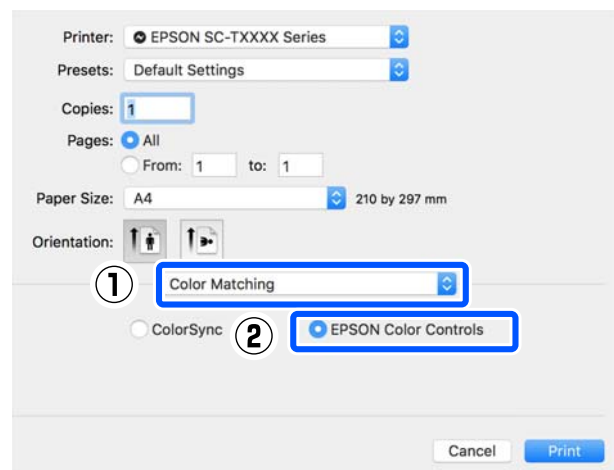 Printer: EPSON SC-TXXXX Series
Presets: Default Settings
Copies: 1
Pages: All
From: 1 to: 1
Paper Size: A4 210 by 297 mm
Orientation:
① Color Matching
ColorSync ② EPSON Color Controls
Cancel Print